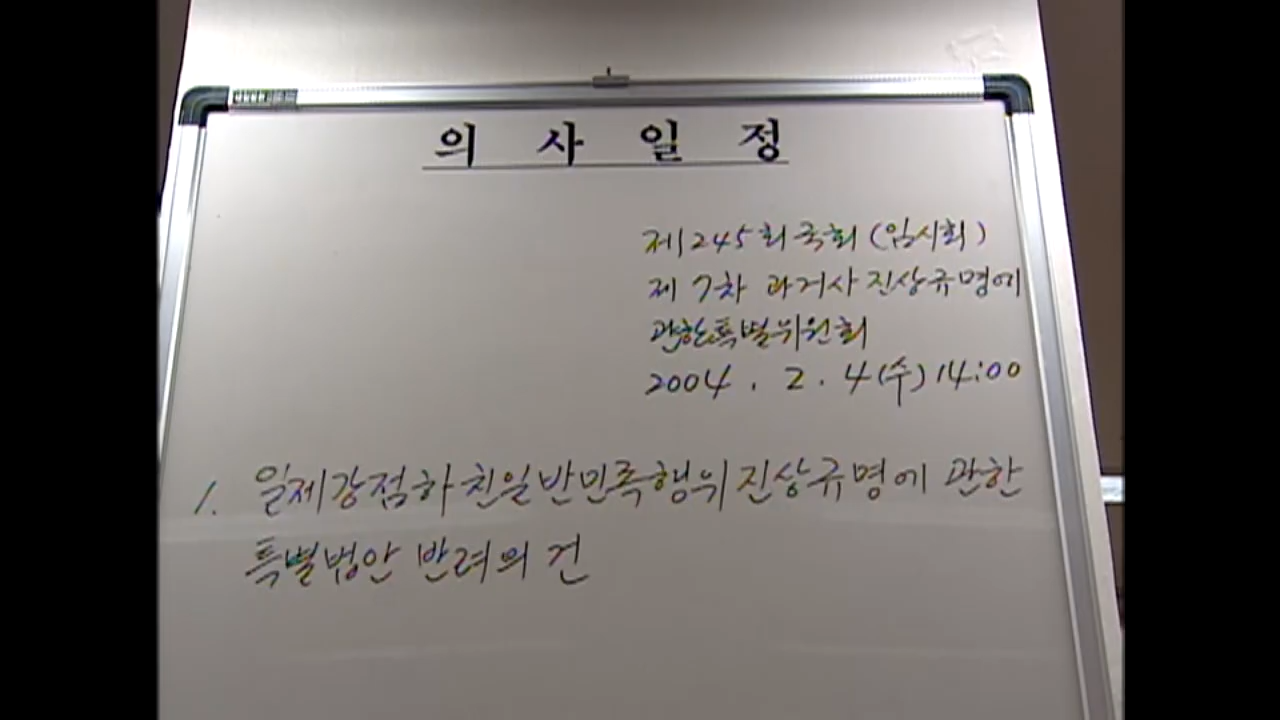 의 사 일 정
제245회국회(임시회)
제7차 과거사진상규명에
관한특별위원회
2004. 2. 4(수)14:00
1. 일제강점하친일반민족행위진상규명에 관한
특별법안 반려의 건